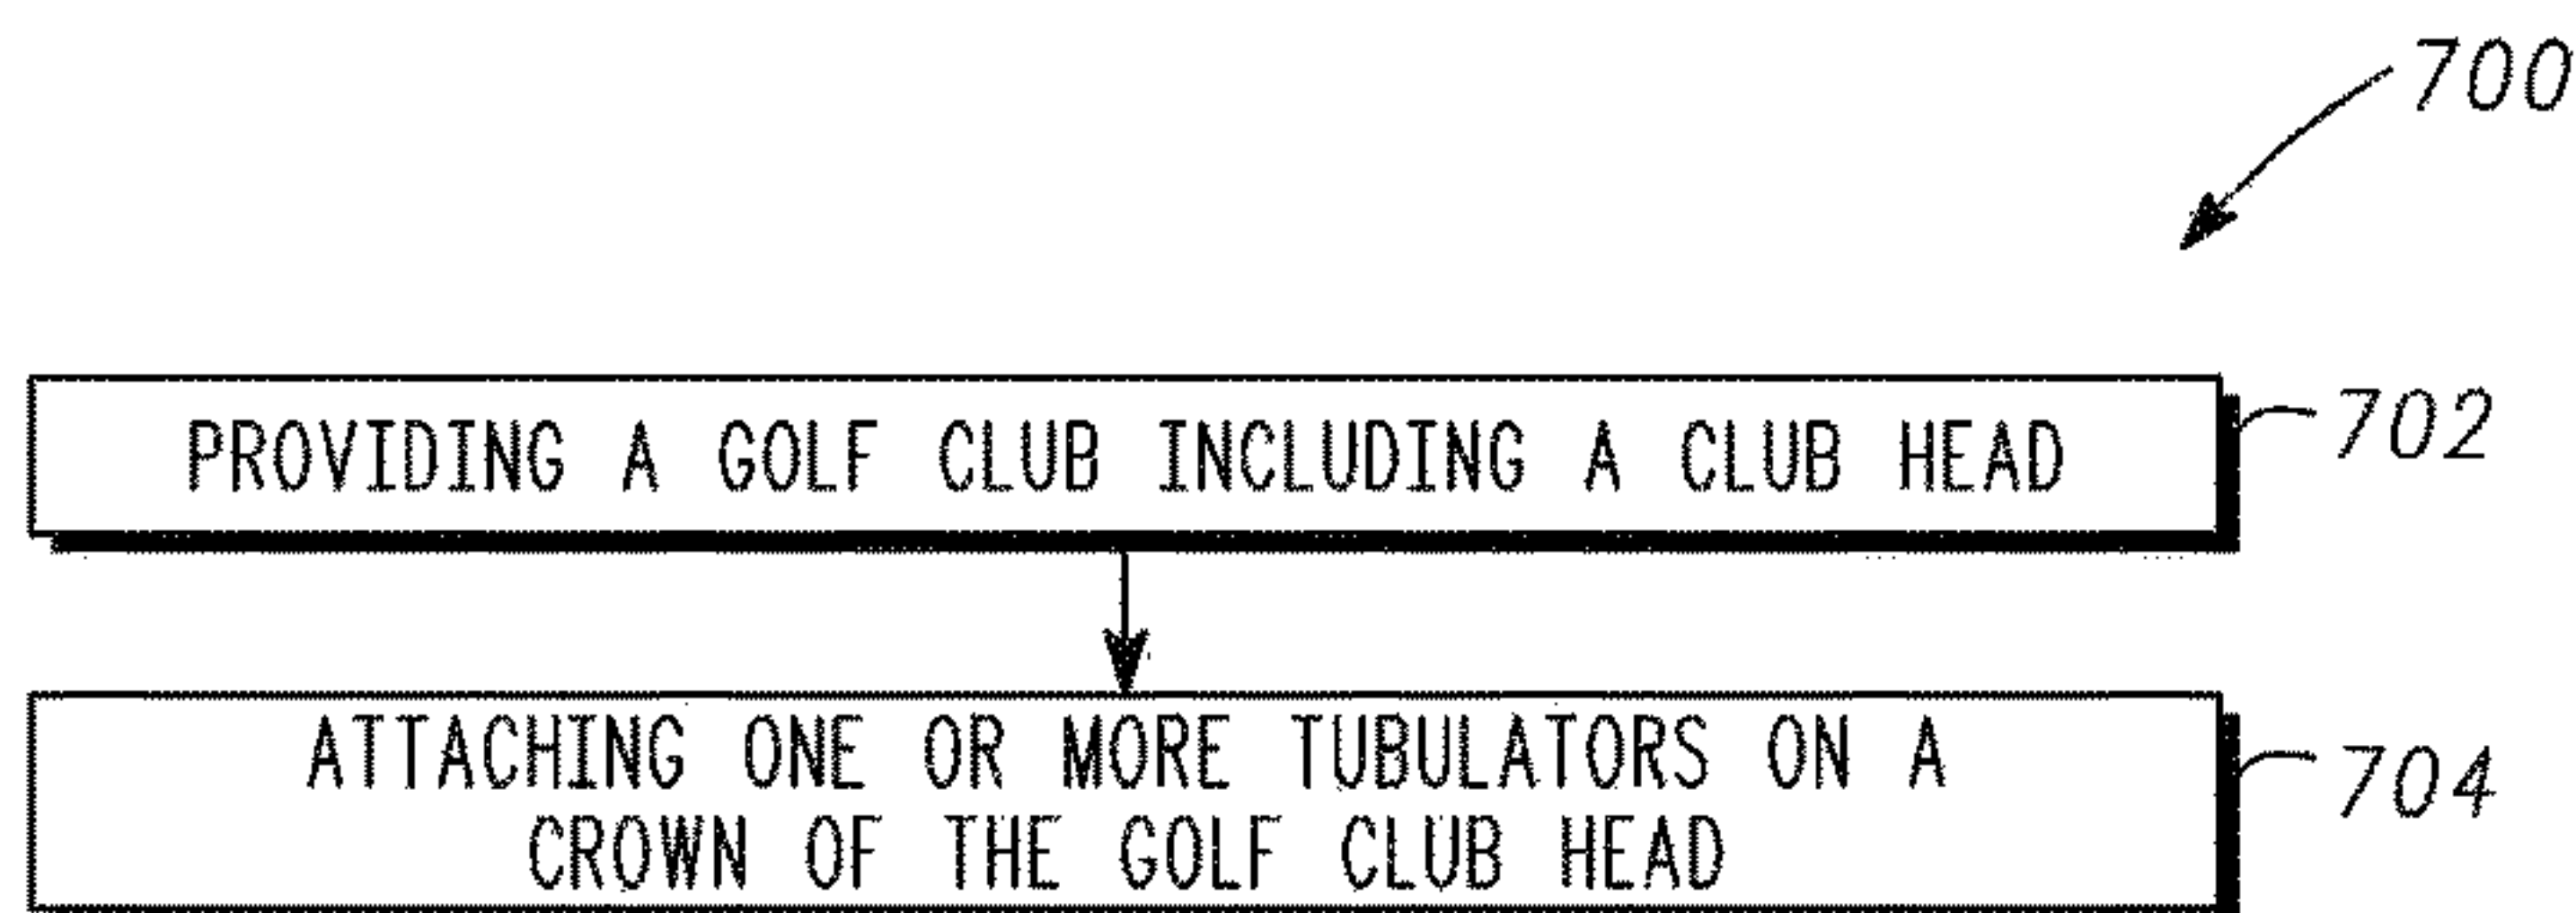 700
PROVIDING A GOLF CLUB INCLUDING A CLUB HEAD 702
ATTACHING ONE OR MORE TUBULATORS ON A
CROWN OF THE GOLF CLUB HEAD
704